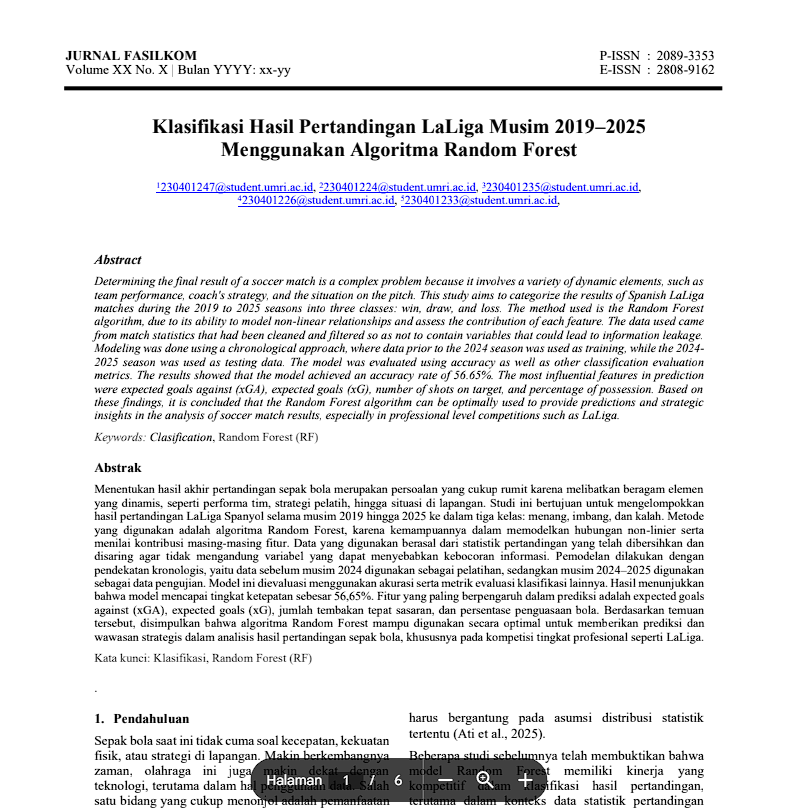 JURNAL FASILKOM
Volume XX No. X | Bulan YYYY: xx-yy
P-ISSN : 2089-3353
E-ISSN : 2808-9162
Klasifikasi Hasil Pertandingan LaLiga Musim 2019–2025
Menggunakan Algoritma Random Forest
¹230401247@student.umri.ac.id, ²230401224@student.umri.ac.id, ³230401235@student.umri.ac.id,
⁴230401226@student.umri.ac.id, ⁵230401233@student.umri.ac.id,
Abstract
Determining the final result of a soccer match is a complex problem because it involves a variety of dynamic elements, such as
team performance, coach's strategy, and the situation on the pitch. This study aims to categorize the results of Spanish LaLiga
matches during the 2019 to 2025 seasons into three classes: win, draw, and loss. The method used is the Random Forest
algorithm, due to its ability to model non-linear relationships and assess the contribution of each feature. The data used came
from match statistics that had been cleaned and filtered so as not to contain variables that could lead to information leakage.
Modeling was done using a chronological approach, where data prior to the 2024 season was used as training, while the 2024-
2025 season was used as testing data. The model was evaluated using accuracy as well as other classification evaluation
metrics. The results showed that the model achieved an accuracy rate of 56.65%. The most influential features in prediction
were expected goals against (xGA), expected goals (xG), number of shots on target, and percentage of possession. Based on
these findings, it is concluded that the Random Forest algorithm can be optimally used to provide predictions and strategic
insights in the analysis of soccer match results, especially in professional level competitions such as LaLiga.
Keywords: Clasification, Random Forest (RF)
Abstrak
Menentukan hasil akhir pertandingan sepak bola merupakan persoalan yang cukup rumit karena melibatkan beragam elemen
yang dinamis, seperti performa tim, strategi pelatih, hingga situasi di lapangan. Studi ini bertujuan untuk mengelompokkan
hasil pertandingan LaLiga Spanyol selama musim 2019 hingga 2025 ke dalam tiga kelas: menang, imbang, dan kalah. Metode
yang digunakan adalah algoritma Random Forest, karena kemampuannya dalam memodelkan hubungan non-linier serta
menilai kontribusi masing-masing fitur. Data yang digunakan berasal dari statistik pertandingan yang telah dibersihkan dan
disaring agar tidak mengandung variabel yang dapat menyebabkan kebocoran informasi. Pemodelan dilakukan dengan
pendekatan kronologis, yaitu data sebelum musim 2024 digunakan sebagai pelatihan, sedangkan musim 2024–2025 digunakan
sebagai data pengujian. Model ini dievaluasi menggunakan akurasi serta metrik evaluasi klasifikasi lainnya. Hasil menunjukkan
bahwa model mencapai tingkat ketepatan sebesar 56,65%. Fitur yang paling berpengaruh dalam prediksi adalah expected goals
against (xGA), expected goals (xG), jumlah tembakan tepat sasaran, dan persentase penguasaan bola. Berdasarkan temuan
tersebut, disimpulkan bahwa algoritma Random Forest mampu digunakan secara optimal untuk memberikan prediksi dan
wawasan strategis dalam analisis hasil pertandingan sepak bola, khususnya pada kompetisi tingkat profesional seperti LaLiga.
Kata kunci: Klasifikasi, Random Forest (RF)
.
1. Pendahuluan
Sepak bola saat ini tidak cuma soal kecepatan, kekuatan
fisik, atau strategi di lapangan. Makin berkembangnya
zaman, olahraga ini juga makin dekat dengan
teknologi, terutama dalam hal penggunaan data. Salah
satu bidang yang cukup menonjol adalah pemanfaatan
harus bergantung pada asumsi distribusi statistik
tertentu (Ati et al., 2025).
Beberapa studi sebelumnya telah membuktikan bahwa
model Random Forest memiliki kinerja yang
kompetitif dalam klasifikasi hasil pertandingan,
terutama dalam konteks data statistik pertandingan
Halaman 1 / 6